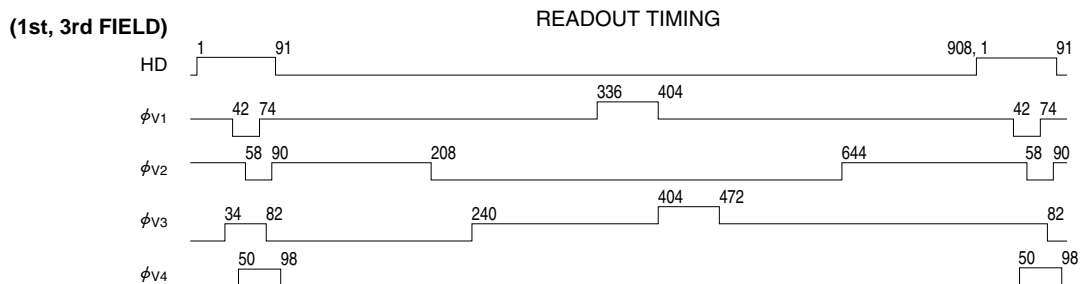 READOUT TIMING
(1st, 3rd FIELD)
HD 1 91 908, 1 91
ϕV1 42 74 336 404 42 74
ϕV2 58 90 208 644 58 90
ϕV3 34 82 240 404 472 82
ϕV4 50 98 50 98